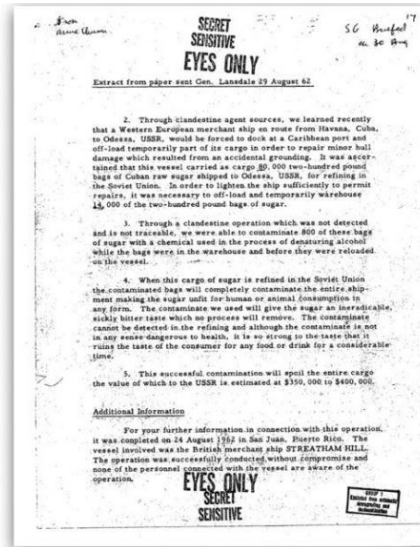 From
SECRET
SENSITIVE
EYES ONLY
SG Briefed
on 30 Aug
17
Extract from paper sent Gen. Lansdale 29 August 62
2. Through clandestine agent sources, we learned recently
that a Western European merchant ship en route from Havana, Cuba,
to Odessa, USSR, would be forced to dock at a Caribbean port and
off-load temporarily part of its cargo in order to repair minor hull
damage which resulted from an accidental grounding. It was ascer-
tained that this vessel carried as cargo 80,000 two-hundred pound
bags of Cuban raw sugar shipped to Odessa, USSR, for refining in
the Soviet Union. In order to lighten the ship sufficiently to permit
repairs, it was necessary to off-load and temporarily warehouse
14,000 of the two-hundred pound bags of sugar.
3. Through a clandestine operation which was not detected
and is not traceable, we were able to contaminate 800 of these bags
of sugar with a chemical used in the process of denaturing alcohol
while the bags were in the warehouse and before they were reloaded
on the vessel.
4. When this cargo of sugar is refined in the Soviet Union
the contaminated bags will completely contaminate the entire ship-
ment making the sugar unfit for human or animal consumption in
any form. The contaminate we used will give the sugar an ineradicable,
sickly bitter taste which no process will remove. The contaminate
cannot be detected in the refining and although the contaminate is not
in any sense dangerous to health, it is so strong to the taste that it
ruins the taste of the consumer for any food or drink for a considerable
time.
5. This successful contamination will spoil the entire cargo
the value of which to the USSR is estimated at $350,000 to $400,000.
Additional Information
For your further information in connection with this operation,
it was completed on 24 August 1962 in San Juan, Puerto Rico. The
vessel involved was the British merchant ship STREATHAM HILL.
The operation was successfully conducted without compromise and
none of the personnel connected with the vessel are aware of the
operation.
EYES ONLY
SECRET
SENSITIVE
GROUP 1
Excluded from automatic
downgrading and
declassification